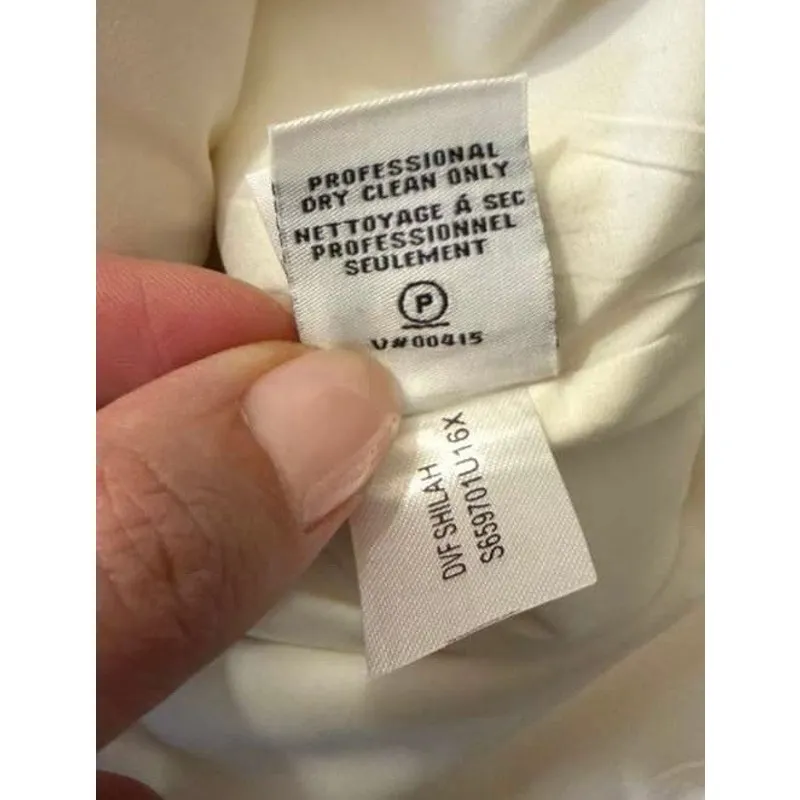 PROFESSIONAL
DRY CLEAN ONLY
NETTOYAGE Á SEC
PROFESSIONNEL
SEULEMENT
P
V#00415
DVF SHILAH
S659701U16X